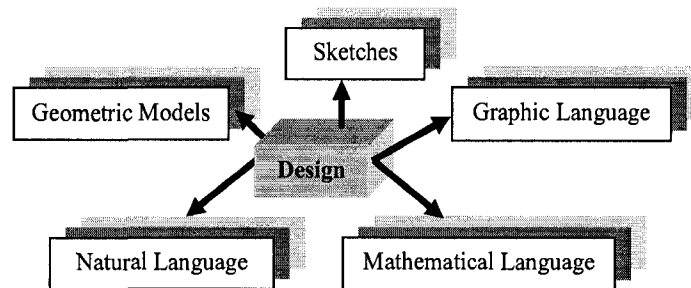 Sketches
Geometric Models
Graphic Language
Design
Natural Language
Mathematical Language